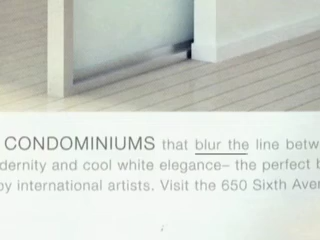 CONDOMINIUMS that blur the line betw
dernity and cool white elegance– the perfect b
by international artists. Visit the 650 Sixth Aven